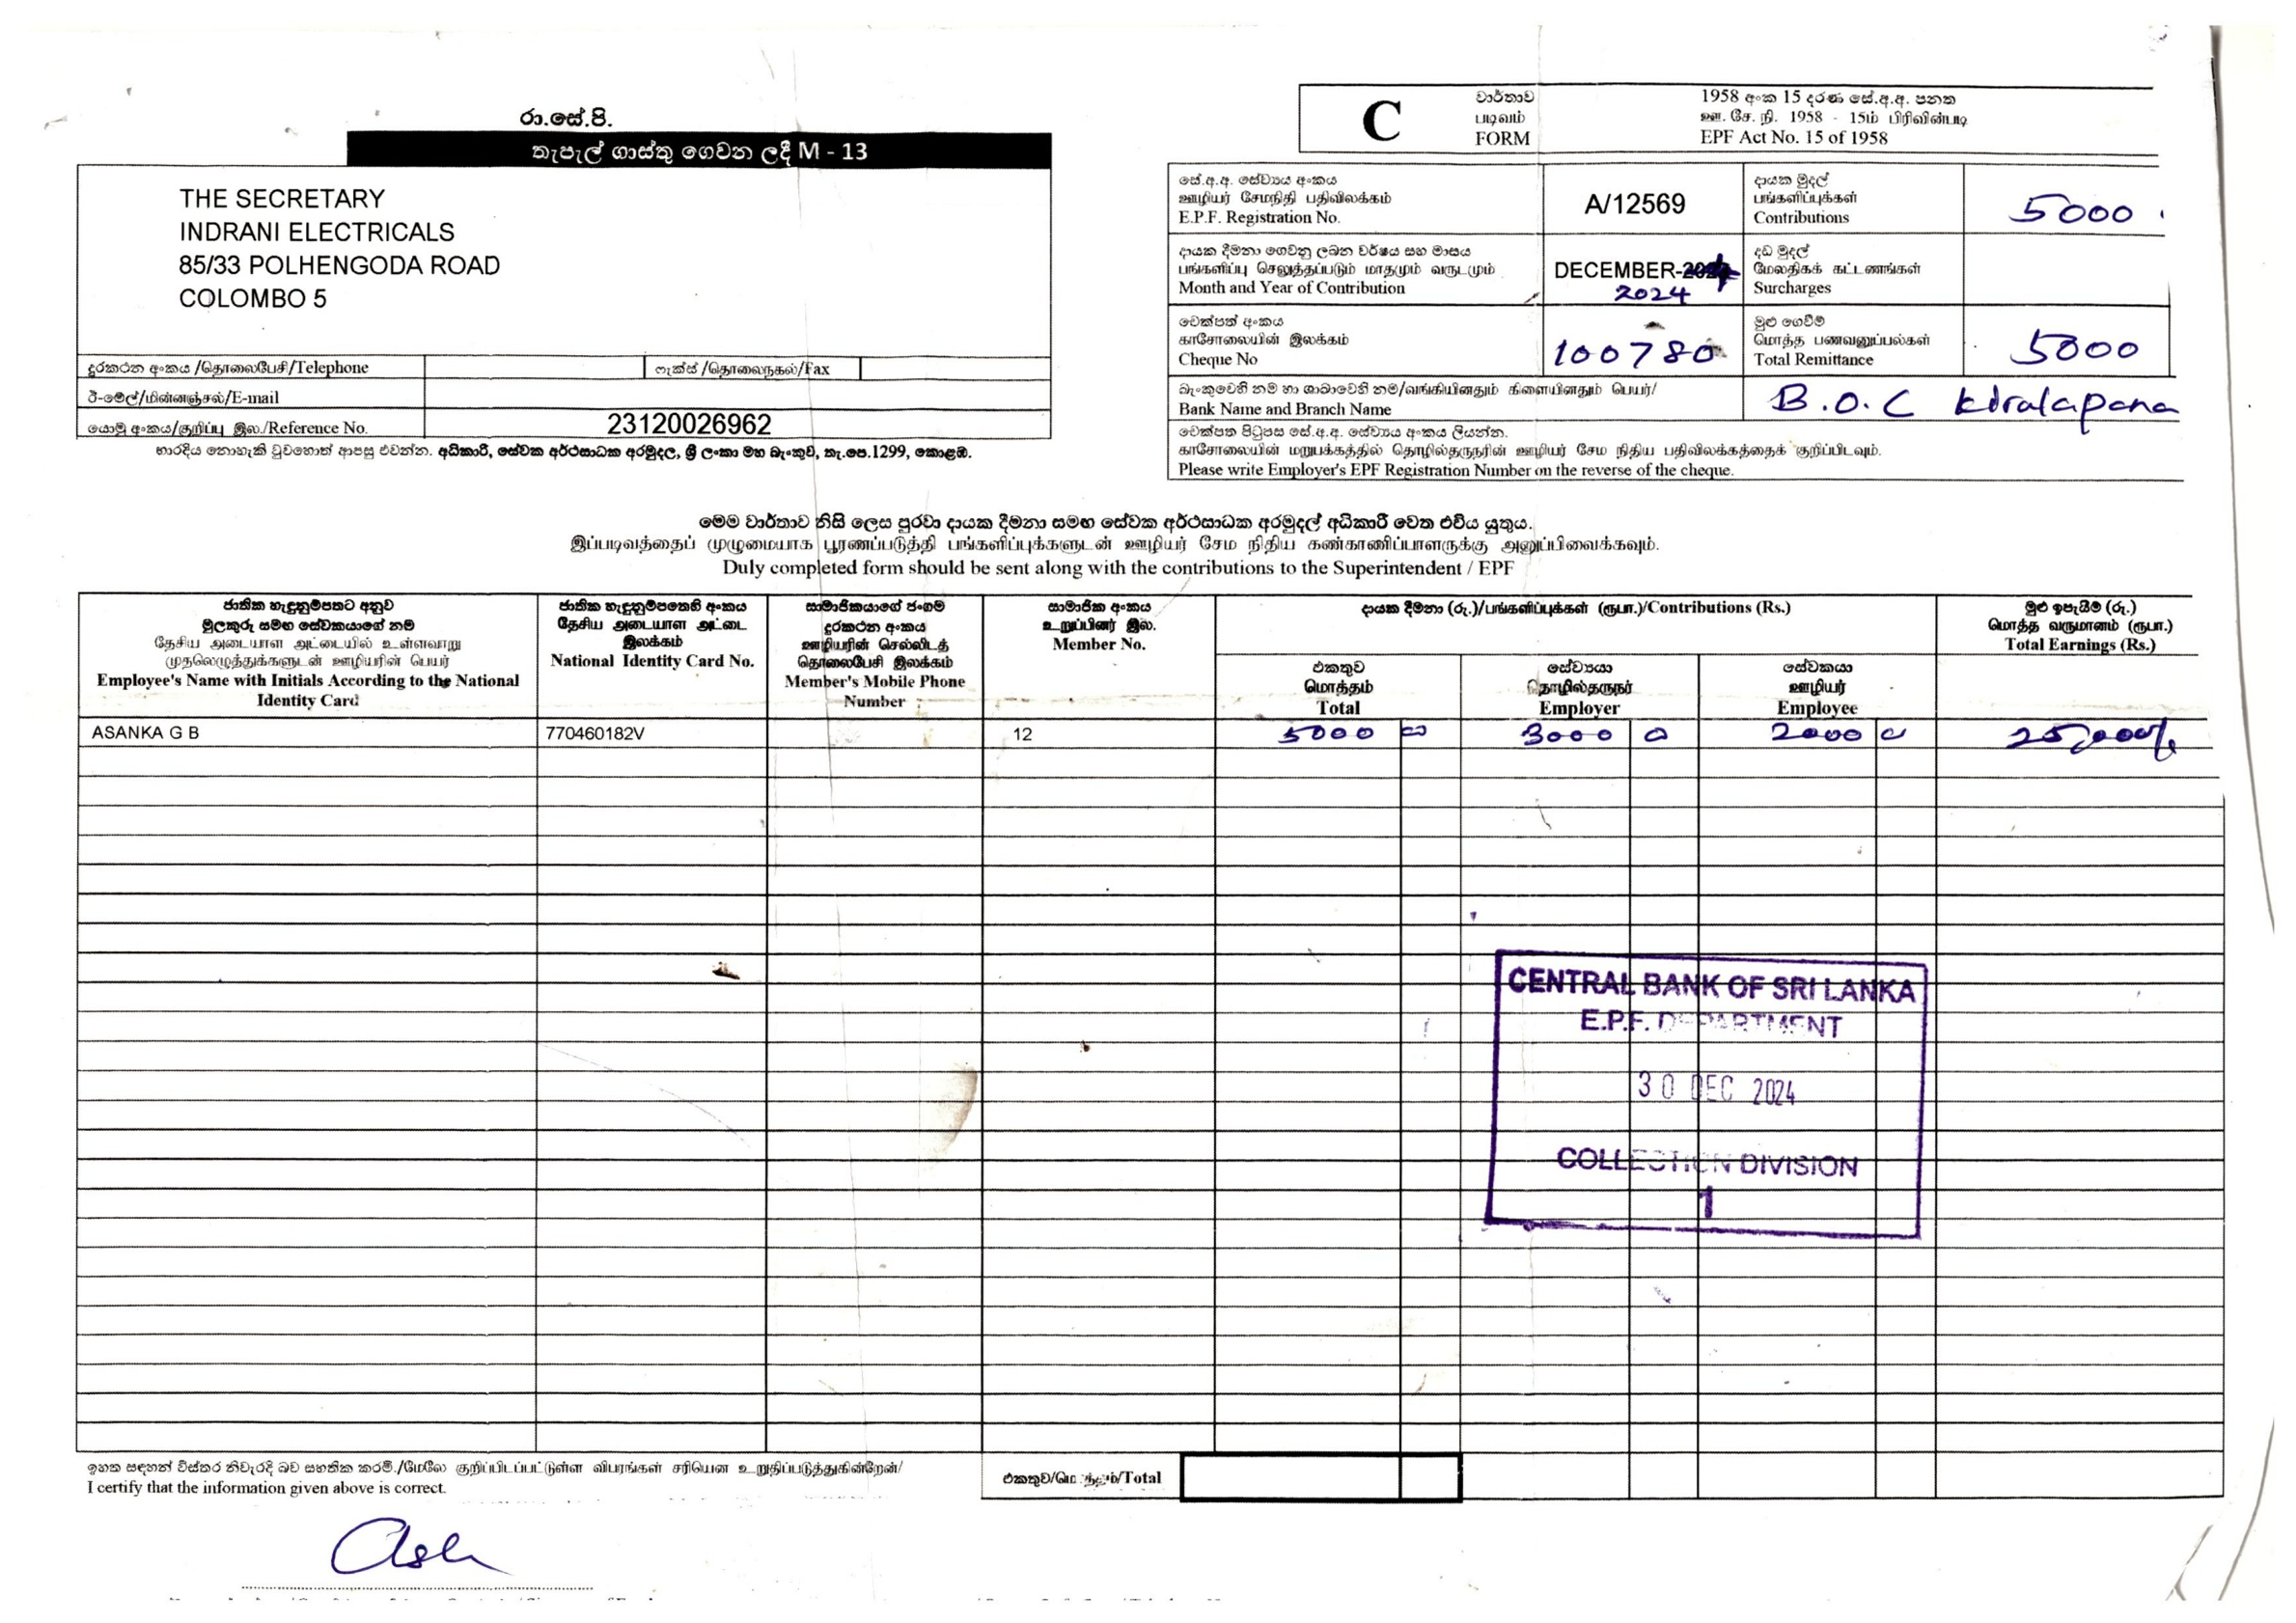 රා.සේ.පි.
තැපැල් ගාස්තු ගෙවන ලදී M - 13
THE SECRETARY
INDRANI ELECTRICALS
85/33 POLHENGODA ROAD
COLOMBO 5
දුරකථන අංකය /தொலைபேசி/Telephone
ෆැක්ස් /தொலைநகல்/Fax
ඊ-මේල්/மின்னஞ்சல்/E-mail
යොමු අංකය/குறிப்பு இல./Reference No. 23120026962
භාරදිය නොහැකි වුවහොත් ආපසු එවන්න. අධිකාරී, සේවක අර්ථසාධක අරමුදල, ශ්‍රී ලංකා මහ බැංකුව, තැ.පෙ.1299, කොළඹ.
C
වාර්තාව
படிவம்
FORM
1958 අංක 15 දරණ සේ.අ.අ. පනත
ஊ. சே. நி. 1958 - 15ம் பிரிவின்படி
EPF Act No. 15 of 1958
සේ.අ.අ. සේව්‍යය අංකය
ஊழியர் சேமநிதி பதிவிலக்கம்
E.P.F. Registration No.
A/12569
දායක මුදල්
பங்களிப்புக்கள்
Contributions
5000
දායක දීමනා ගෙවනු ලබන වර්ෂය සහ මාසය
பங்களிப்பு செலுத்தப்படும் மாதமும் வருடமும்
Month and Year of Contribution
DECEMBER-
2024
දඩ මුදල්
மேலதிகக் கட்டணங்கள்
Surcharges
චෙක්පත් අංකය
காசோலையின் இலக்கம்
Cheque No
100780
මුළු ගෙවීම්
மொத்த பணவனுப்பல்கள்
Total Remittance
5000
බැංකුවෙහි නම හා ශාඛාවෙහි නම/வங்கியினதும் கிளையினதும் பெயர்/
Bank Name and Branch Name
B.O.C Kiralapana
චෙක්පත පිටුපස සේ.අ.අ. සේව්‍යය අංකය ලියන්න.
காசோலையின் மறுபக்கத்தில் தொழில்தருநரின் ஊழியர் சேம நிதிய பதிவிலக்கத்தைக் குறிப்பிடவும்.
Please write Employer's EPF Registration Number on the reverse of the cheque.
මෙම වාර්තාව නිසි ලෙස පුරවා දායක දීමනා සමඟ සේවක අර්ථසාධක අරමුදල් අධිකාරී වෙත එවිය යුතුය.
இப்படிவத்தைப் முழுமையாக பூரணப்படுத்தி பங்களிப்புக்களுடன் ஊழியர் சேம நிதிய கண்காணிப்பாளருக்கு அனுப்பிவைக்கவும்.
Duly completed form should be sent along with the contributions to the Superintendent / EPF
ජාතික හැඳුනුම්පතට අනුව
මුලකුරු සමඟ සේවකයාගේ නම
தேசிய அடையாள அட்டையில் உள்ளவாறு
முதலெழுத்துக்களுடன் ஊழியரின் பெயர்
Employee's Name with Initials According to the National
Identity Card
ජාතික හැඳුනුම්පතෙහි අංකය
தேசிய அடையாள அட்டை
இலக்கம்
National Identity Card No.
සාමාජිකයාගේ ජංගම
දුරකථන අංකය
ஊழியரின் செல்லிடத்
தொலைபேசி இலக்கம்
Member's Mobile Phone
Number
සාමාජික අංකය
உறுப்பினர் இல.
Member No.
දායක දීමනා (රු.)/பங்களிப்புக்கள் (ரூபா.)/Contributions (Rs.)
එකතුව
மொத்தம்
Total
සේව්‍යයා
தொழில்தருநர்
Employer
සේවකයා
ஊழியர்
Employee
මුළු ඉපැයීම් (රු.)
மொத்த வருமானம் (ரூபா.)
Total Earnings (Rs.)
ASANKA G B 770460182V 12 5000 3000 2000 25,000/
CENTRAL BANK OF SRI LANKA
E.P.F. DEPARTMENT
30 DEC 2024
COLLECTION DIVISION
1
ඉහත සඳහන් විස්තර නිවැරදි බව සහතික කරමි./மேலே குறிப்பிடப்பட்டுள்ள விபரங்கள் சரியென உறுதிப்படுத்துகின்றேன்/
I certify that the information given above is correct.
එකතුව/மொத்தம்/Total